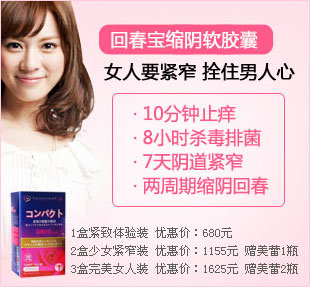 回春宝缩阴软胶囊
女人要紧窄 拴住男人心
· 10分钟止痒
· 8小时杀毒排菌
· 7天阴道紧窄
· 两周期缩阴回春
コンパクト
1盒紧致体验装 优惠价：680元
2盒少女紧窄装 优惠价：1155元 赠美蕾1瓶
3盒完美女人装 优惠价：1625元 赠美蕾2瓶